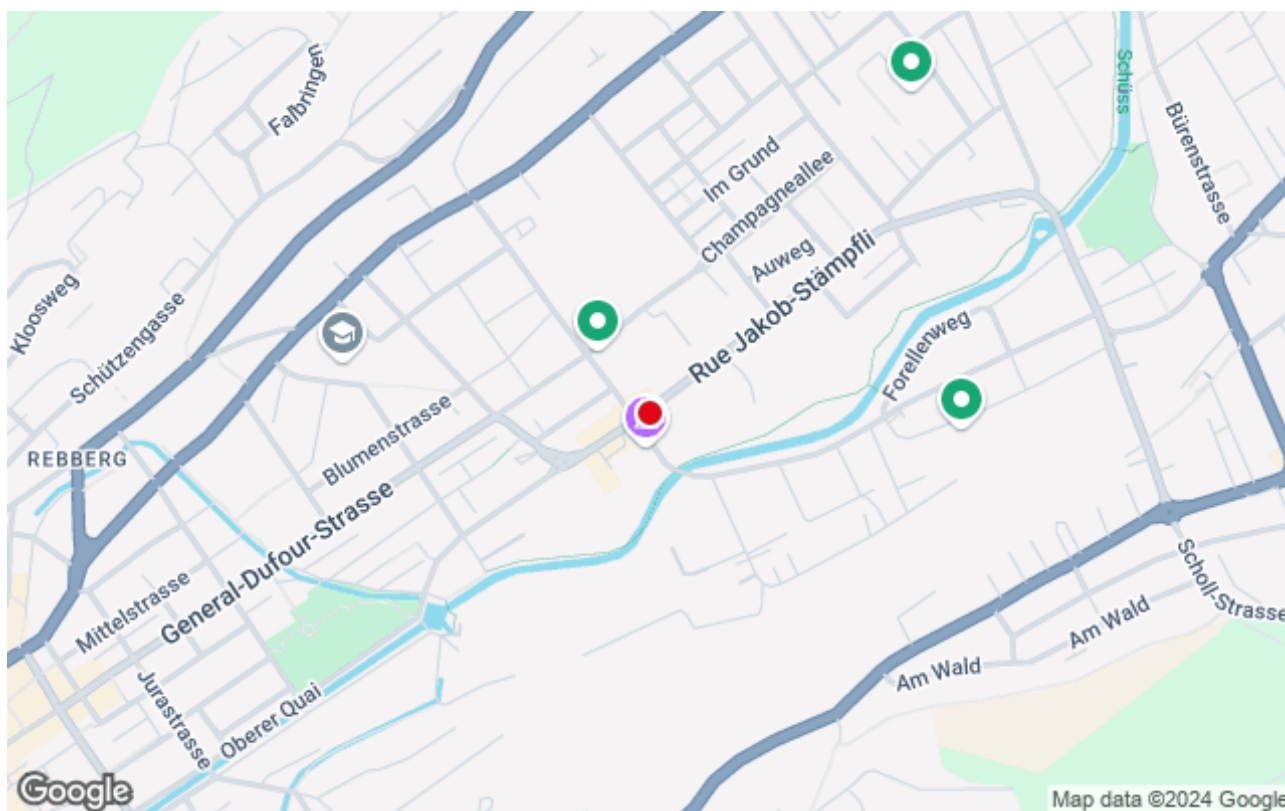 Falbringen
Schüss
Bürenstrasse
Im Grund
Champagneallee
Auweg
Rue Jakob-Stämpfli
Kloosweg
Schützengasse
Forellenweg
REBBERG
Blumenstrasse
General-Dufour-Strasse
Mittelstrasse
Jurastrasse
Oberer Quai
Scholl-Strasse
Am Wald
Am Wald
Google
Map data ©2024 Google